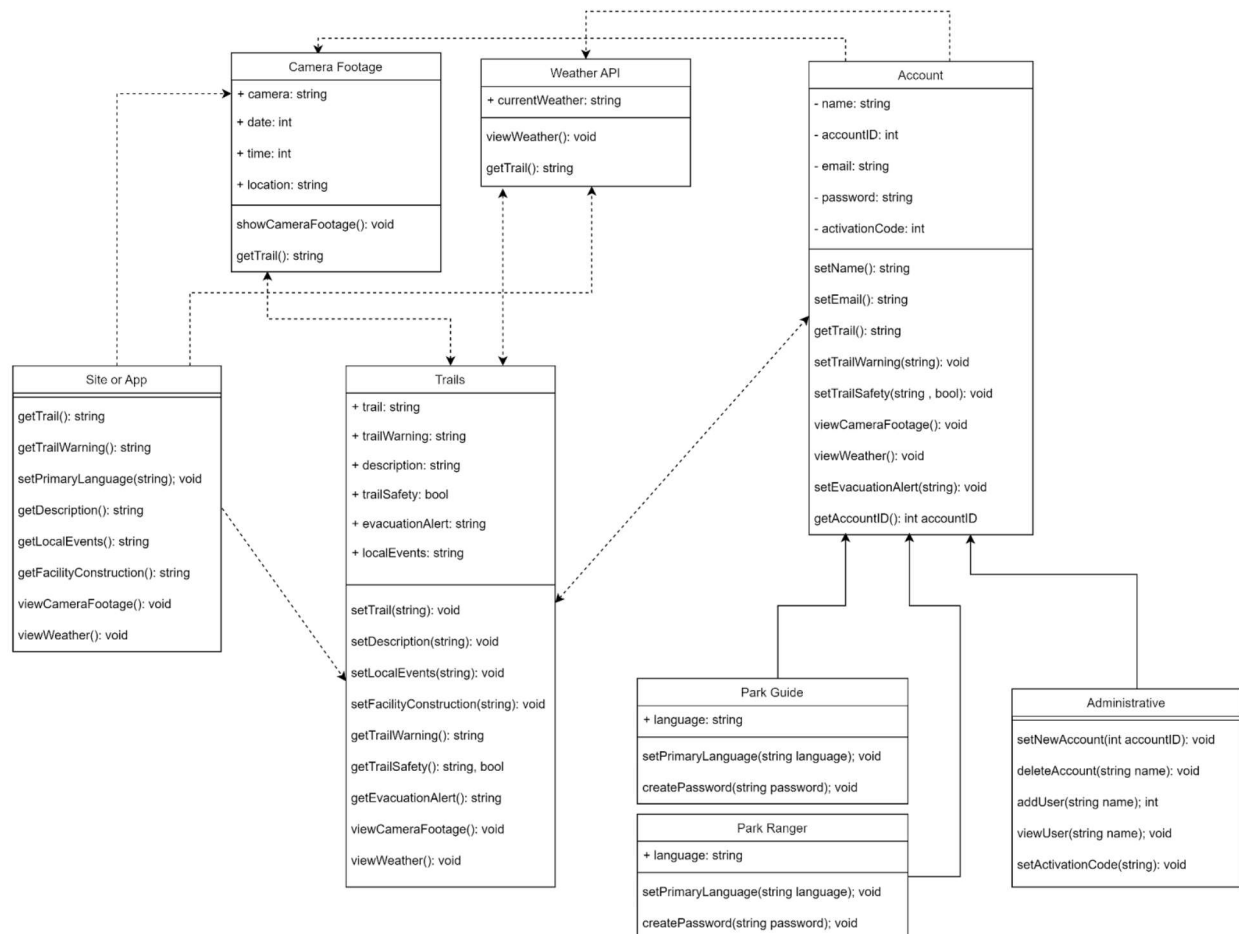 Camera Footage
+ camera: string
+ date: int
+ time: int
+ location: string
showCameraFootage(): void
getTrail(): string
Weather API
+ currentWeather: string
viewWeather(): void
getTrail(): string
Account
- name: string
- accountID: int
- email: string
- password: string
- activationCode: int
setName(): string
setEmail(): string
getTrail(): string
setTrailWarning(string): void
setTrailSafety(string , bool): void
viewCameraFootage(): void
viewWeather(): void
setEvacuationAlert(string): void
getAccountID(): int accountID
Site or App
getTrail(): string
getTrailWarning(): string
setPrimaryLanguage(string); void
getDescription(): string
getLocalEvents(): string
getFacilityConstruction(): string
viewCameraFootage(): void
viewWeather(): void
Trails
+ trail: string
+ trailWarning: string
+ description: string
+ trailSafety: bool
+ evacuationAlert: string
+ localEvents: string
setTrail(string): void
setDescription(string): void
setLocalEvents(string): void
setFacilityConstruction(string): void
getTrailWarning(): string
getTrailSafety(): string, bool
getEvacuationAlert(): string
viewCameraFootage(): void
viewWeather(): void
Park Guide
+ language: string
setPrimaryLanguage(string language); void
createPassword(string password); void
Park Ranger
+ language: string
setPrimaryLanguage(string language); void
createPassword(string password); void
Administrative
setNewAccount(int accountID): void
deleteAccount(string name): void
addUser(string name); int
viewUser(string name); void
setActivationCode(string): void